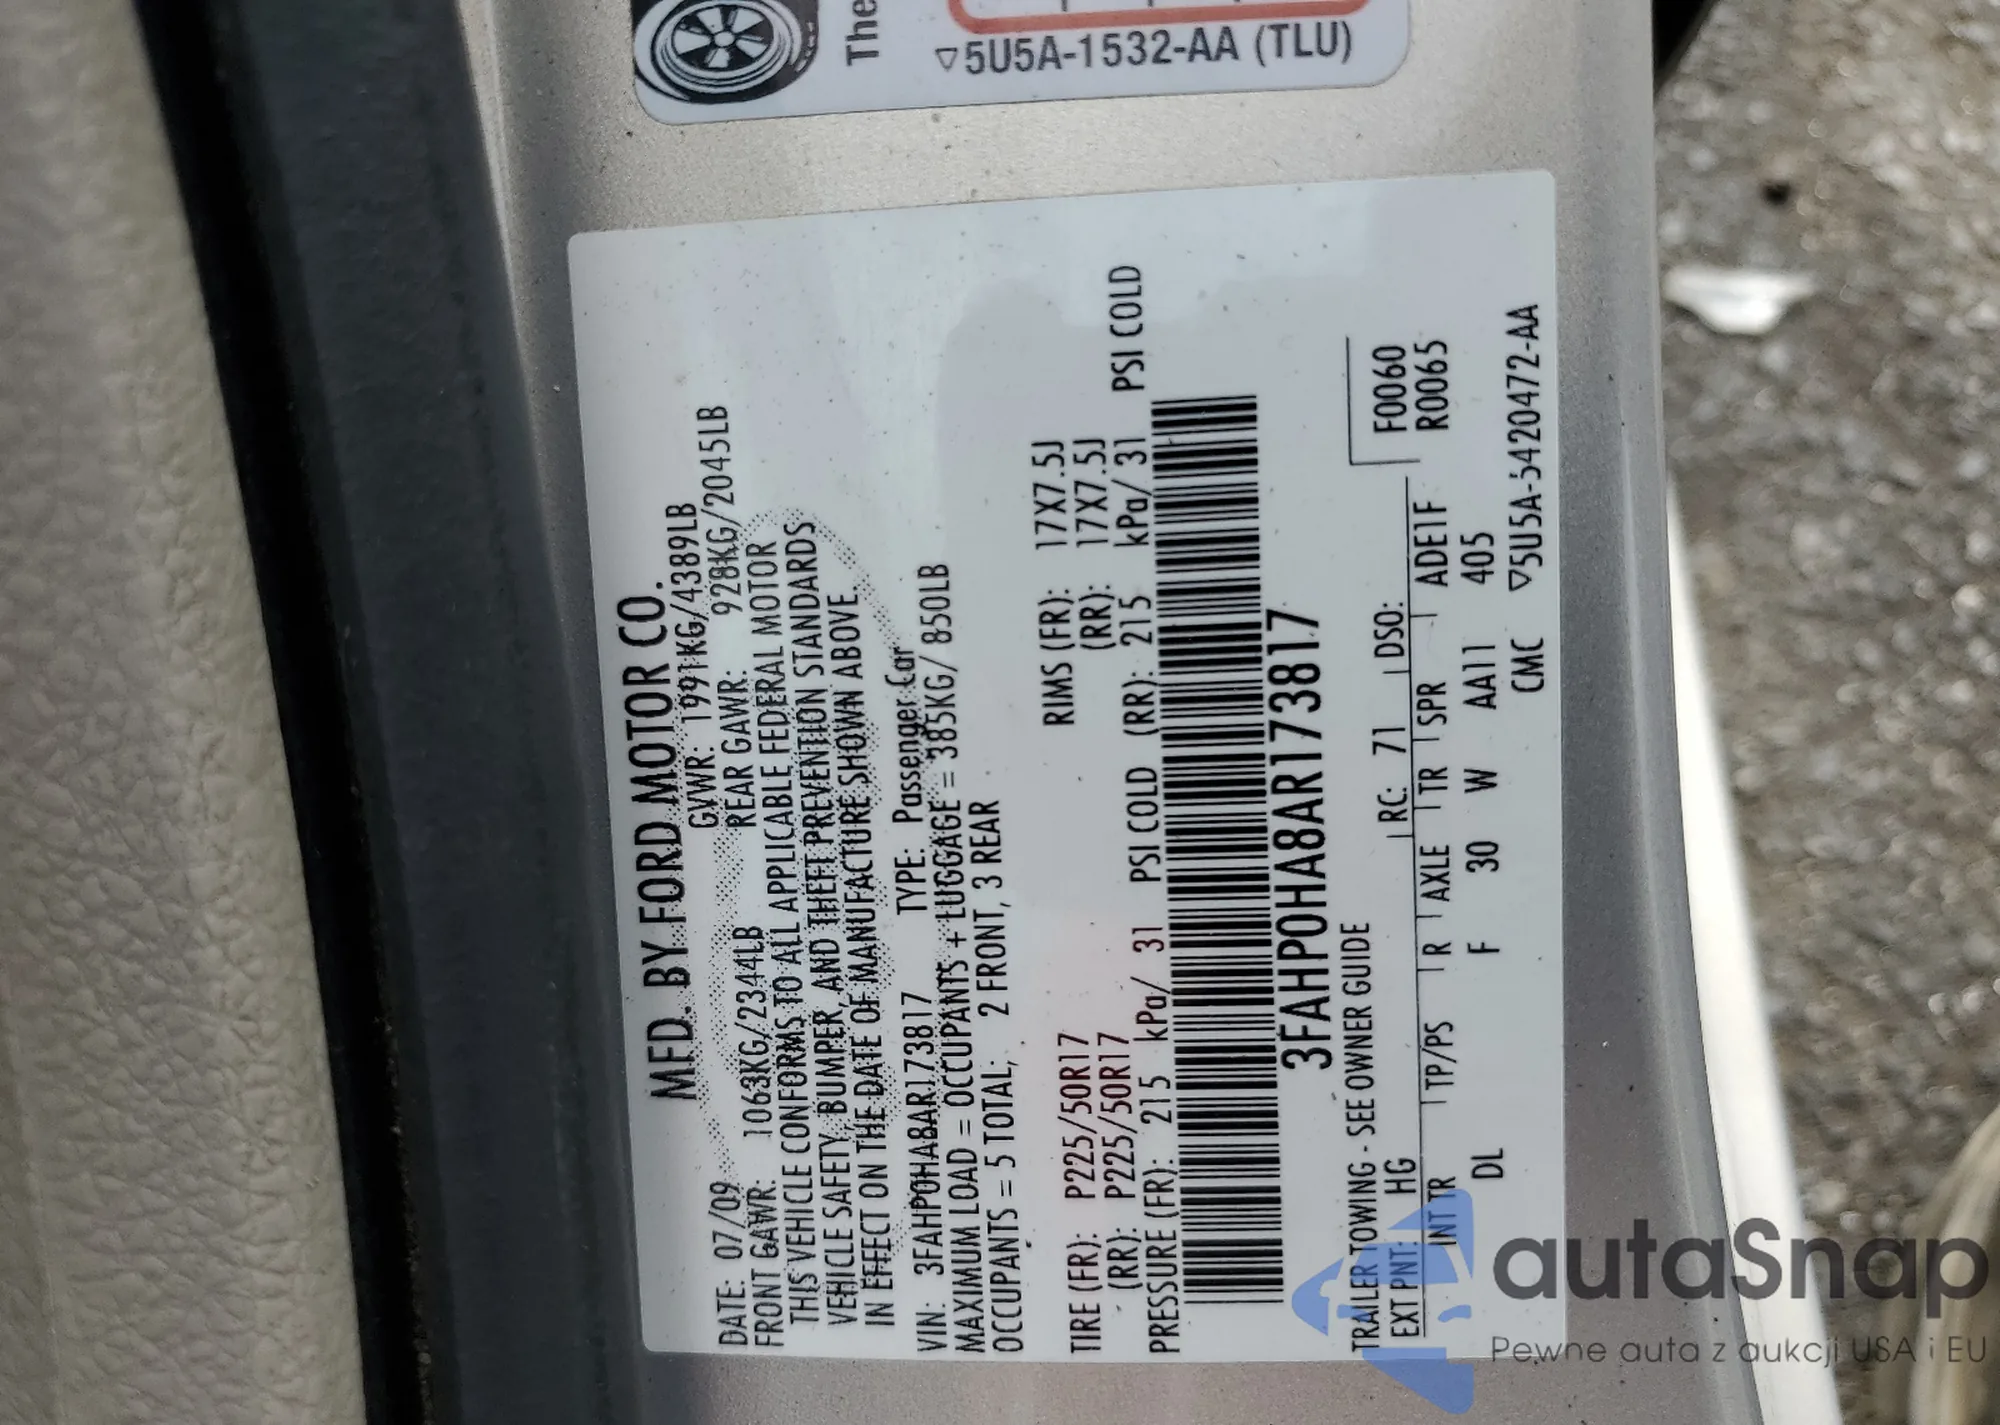 The
▽5U5A-1532-AA (TLU)
MFD. BY FORD MOTOR CO.
DATE: 07/09 GVWR: 1991KG/4389LB
FRONT GAWR: 1063KG/2344LB REAR GAWR: 928KG/2045LB
THIS VEHICLE CONFORMS TO ALL APPLICABLE FEDERAL MOTOR
VEHICLE SAFETY, BUMPER, AND THEFT PREVENTION STANDARDS
IN EFFECT ON THE DATE OF MANUFACTURE SHOWN ABOVE.
VIN: 3FAHP0HA8AR173817 TYPE: Passenger Car
MAXIMUM LOAD = OCCUPANTS + LUGGAGE = 385KG/ 850LB
OCCUPANTS = 5 TOTAL; 2 FRONT, 3 REAR
TIRE (FR): P225/50R17 RIMS (FR): 17X7.5J
(RR): P225/50R17 (RR): 17X7.5J
PRESSURE (FR): 215 kPa/ 31 PSI COLD (RR): 215 kPa/ 31 PSI COLD
3FAHP0HA8AR173817
TRAILER TOWING - SEE OWNER GUIDE
EXT PNT: HG RC: 71 DSO: F0060
INT TR TP/PS R AXLE TR SPR ADE1F R0065
DL F 30 W AA11 405
CMC ▽5U5A-5420472-AA
autaSnap
Pewne auta z aukcji USA i EU